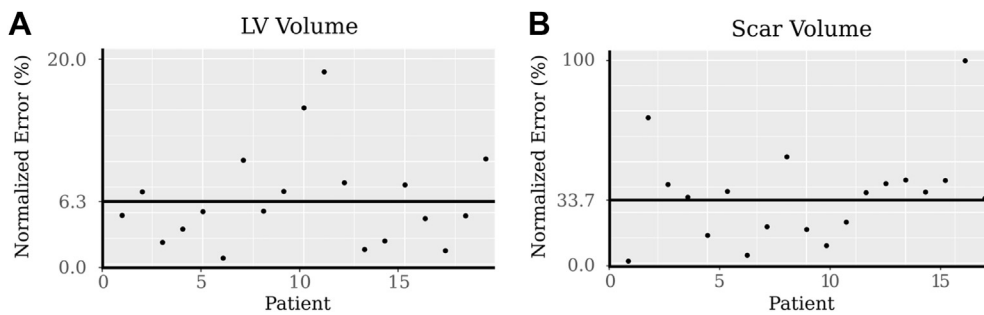 A
LV Volume
Normalized Error (%)
20.0
6.3
0.0
0
5
10
15
Patient
B
Scar Volume
Normalized Error (%)
100
33.7
0.0
0
5
10
15
Patient